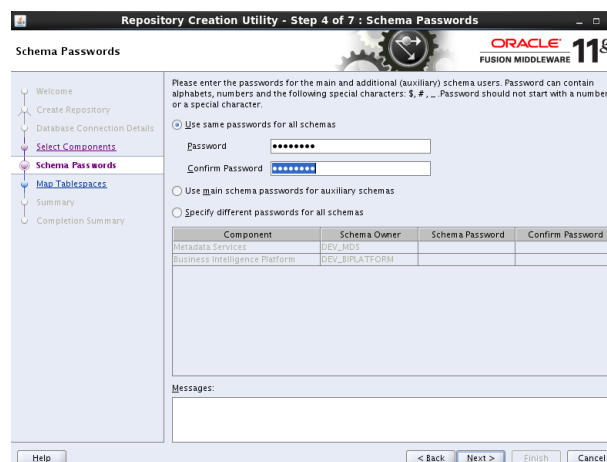 Repository Creation Utility - Step 4 of 7 : Schema Passwords
Schema Passwords
ORACLE
FUSION MIDDLEWARE 11g
Welcome
Create Repository
Database Connection Details
Select Components
Schema Passwords
Map Tablespaces
Summary
Completion Summary
Please enter the passwords for the main and additional (auxiliary) schema users. Password can contain
alphabets, numbers and the following special characters: $, # , _ .Password should not start with a number
or a special character.
Use same passwords for all schemas
Password ••••••••
Confirm Password ••••••••
Use main schema passwords for auxiliary schemas
Specify different passwords for all schemas
Component Schema Owner Schema Password Confirm Password
Metadata Services DEV_MDS
Business Intelligence Platform DEV_BIPLATFORM
Messages:
Help < Back Next > Finish Cancel